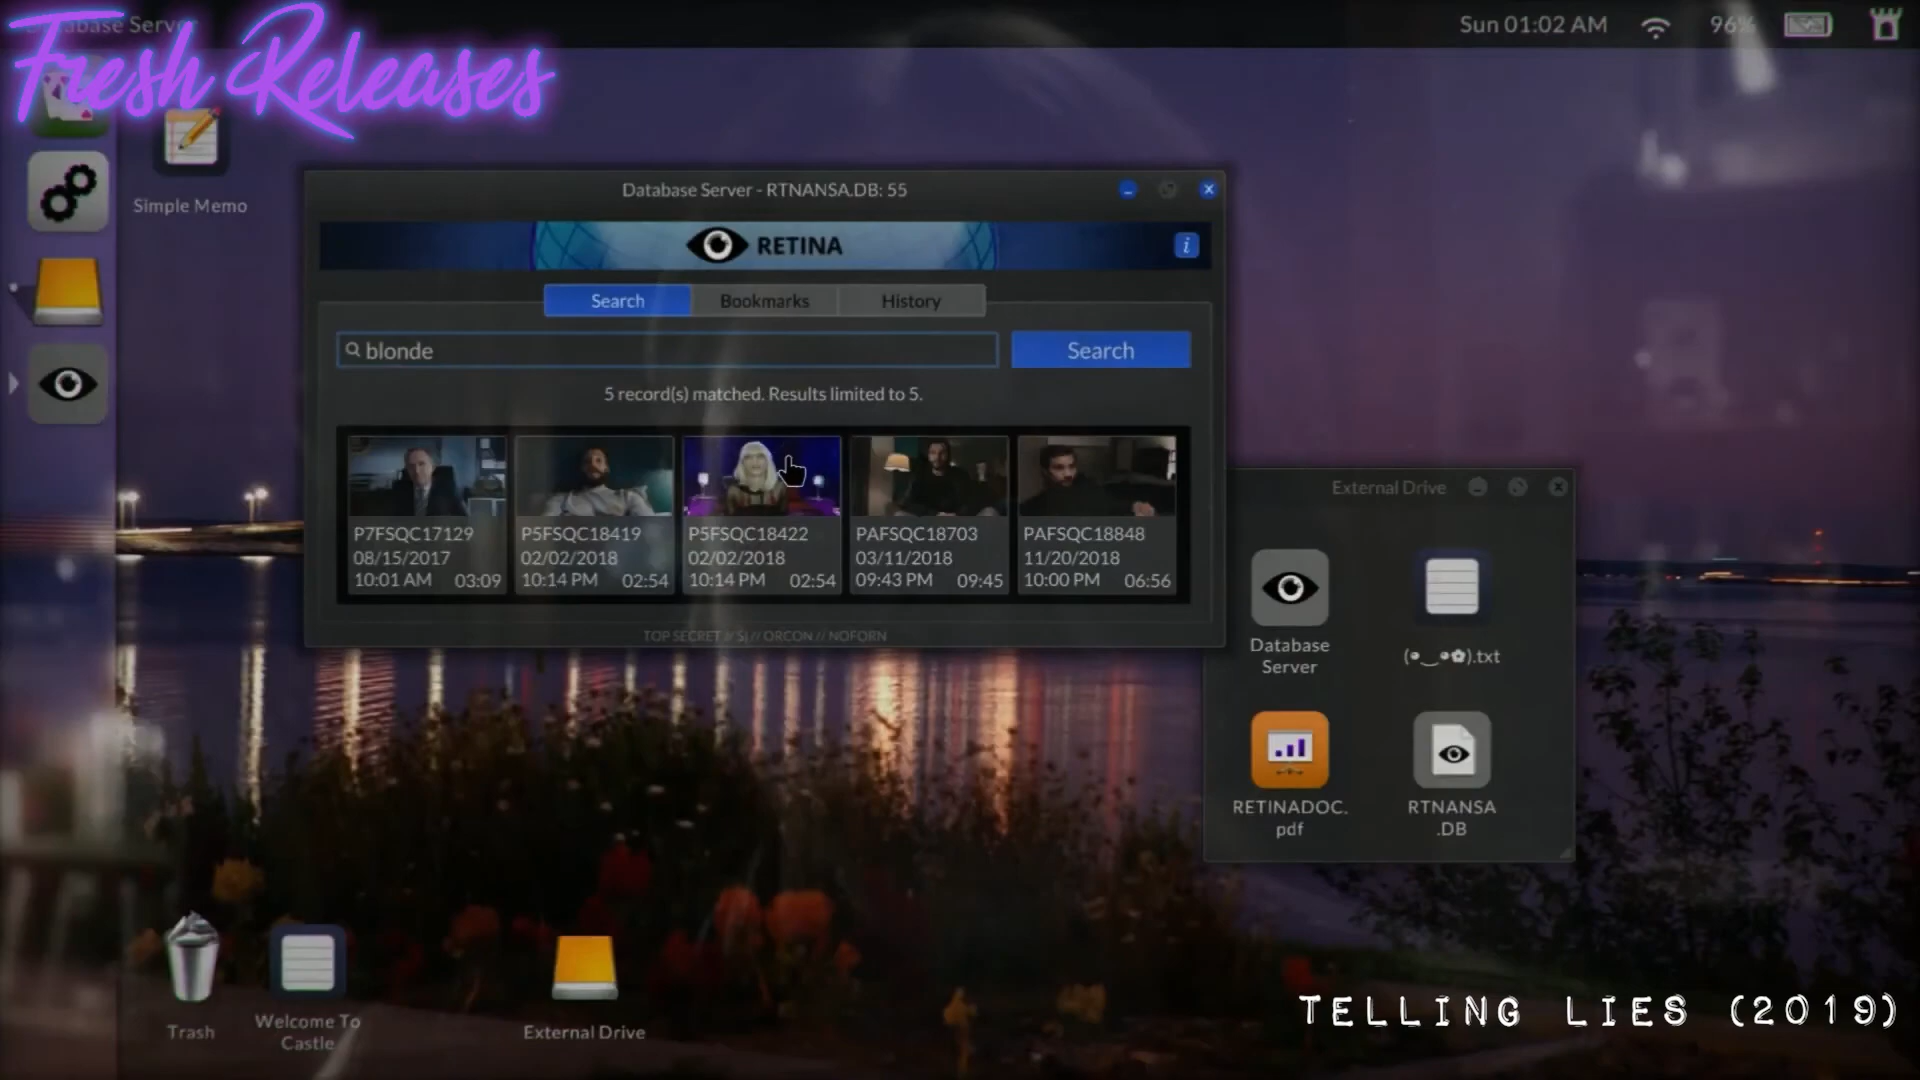 Database Server
Sun 01:02 AM
96%
Fresh Releases
Simple Memo
Database Server - RTNANSA.DB: 55
RETINA
i
Search
Bookmarks
History
blonde
Search
5 record(s) matched. Results limited to 5.
P7FSQC17129
08/15/2017
10:01 AM 03:09
P5FSQC18419
02/02/2018
10:14 PM 02:54
P5FSQC18422
02/02/2018
10:14 PM 02:54
PAFSQC18703
03/11/2018
09:43 PM 09:45
PAFSQC18848
11/20/2018
10:00 PM 06:56
TOP SECRET // SI // ORCON // NOFORN
External Drive
Database
Server
(•‿•✿).txt
RETINADOC.
pdf
RTNANSA
.DB
Trash
Welcome To
Castle
External Drive
TELLING LIES (2019)